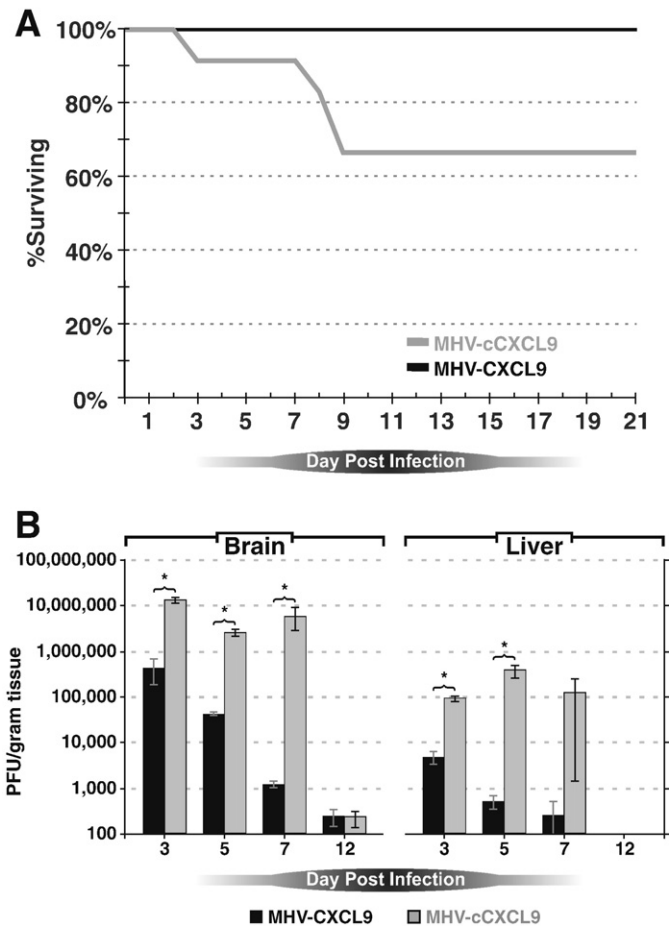 A
100%
80%
60%
40%
20%
0%
%Surviving
MHV-cCXCL9
MHV-CXCL9
1 3 5 7 9 11 13 15 17 19 21
Day Post Infection
B
Brain Liver
100,000,000
10,000,000
1,000,000
100,000
10,000
1,000
100
PFU/gram tissue
* * * * *
3 5 7 12 3 5 7 12
Day Post Infection
MHV-CXCL9 MHV-cCXCL9